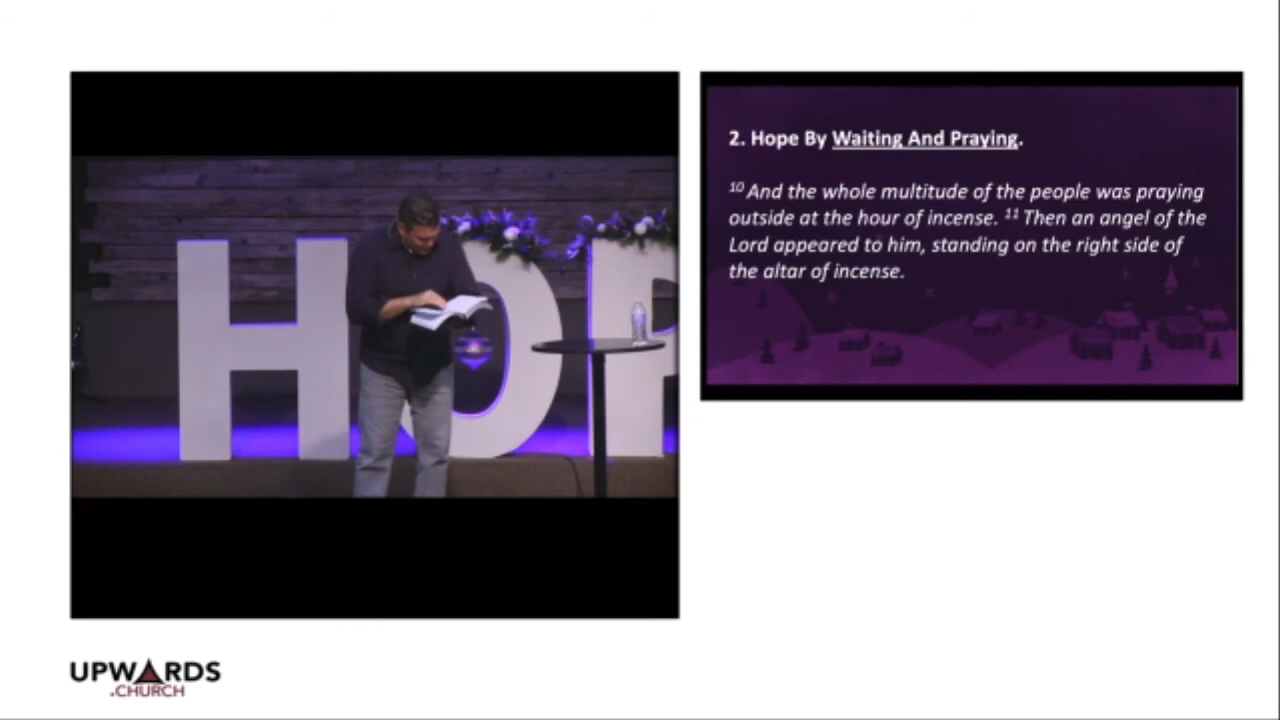 HOP
2. Hope By Waiting And Praying.
10 And the whole multitude of the people was praying
outside at the hour of incense. 11 Then an angel of the
Lord appeared to him, standing on the right side of
the altar of incense.
UPWARDS
.CHURCH